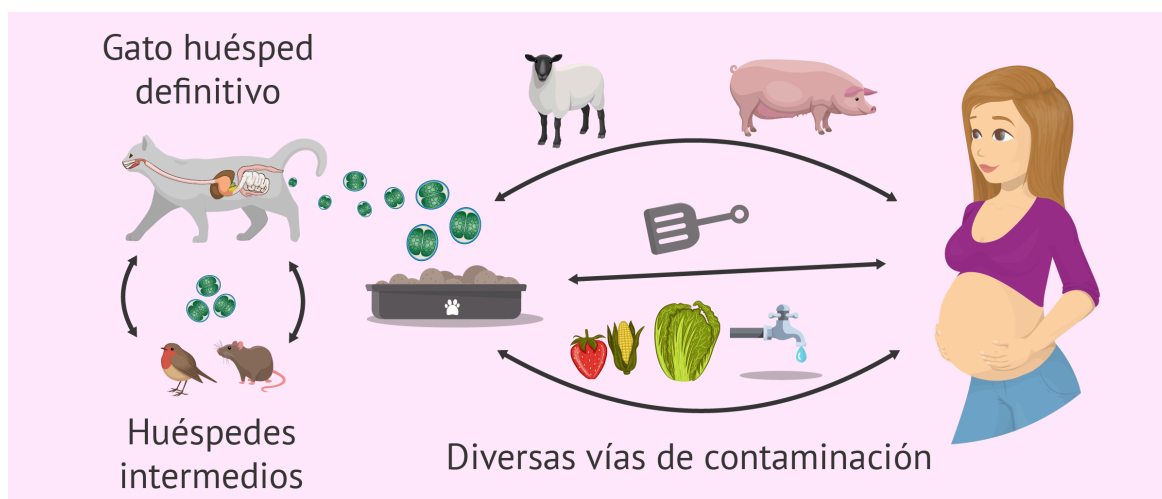 Gato huésped
definitivo
Huéspedes
intermedios
Diversas vías de contaminación